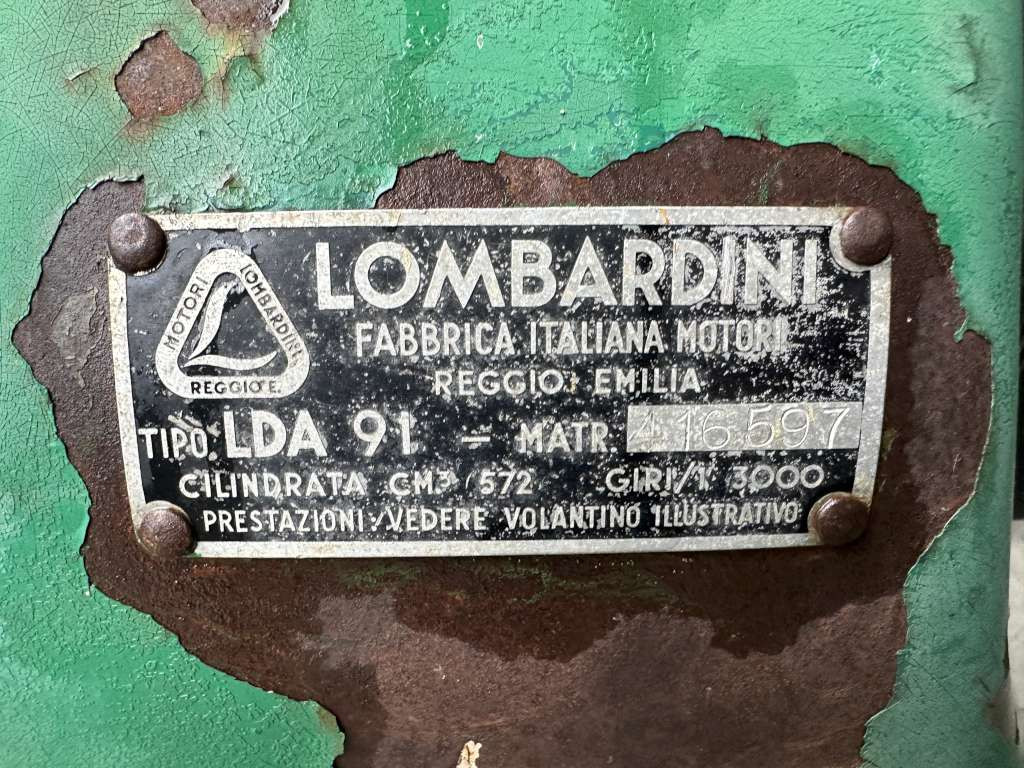 MOTORI LOMBARDINI
REGGIO E.
LOMBARDINI
FABBRICA ITALIANA MOTORI
REGGIO, EMILIA
TIPO. LDA 91 - MATR. 416597
CILINDRATA CM³ 572 GIRI/1' 3000
PRESTAZIONI: VEDERE VOLANTINO ILLUSTRATIVO